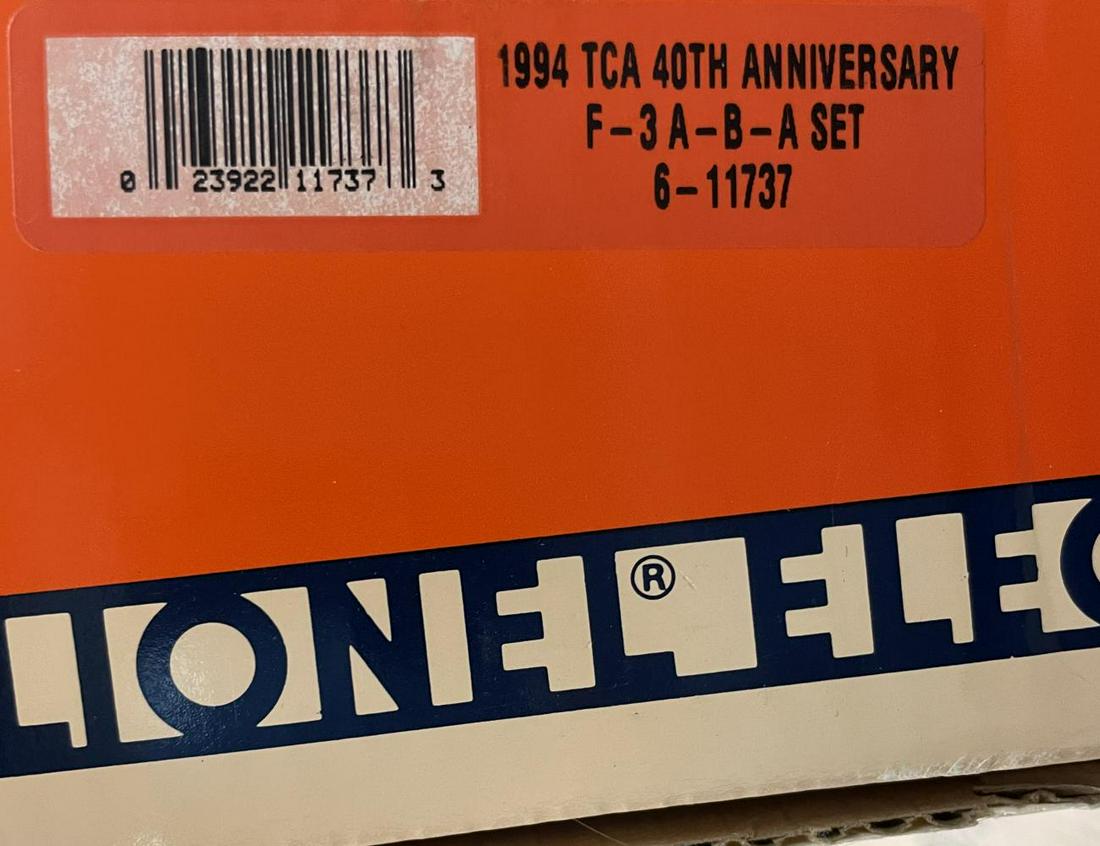 1994 TCA 40TH ANNIVERSARY
F-3 A-B-A SET
6-11737
0 23922 11737 3
LIONEL® ELEC